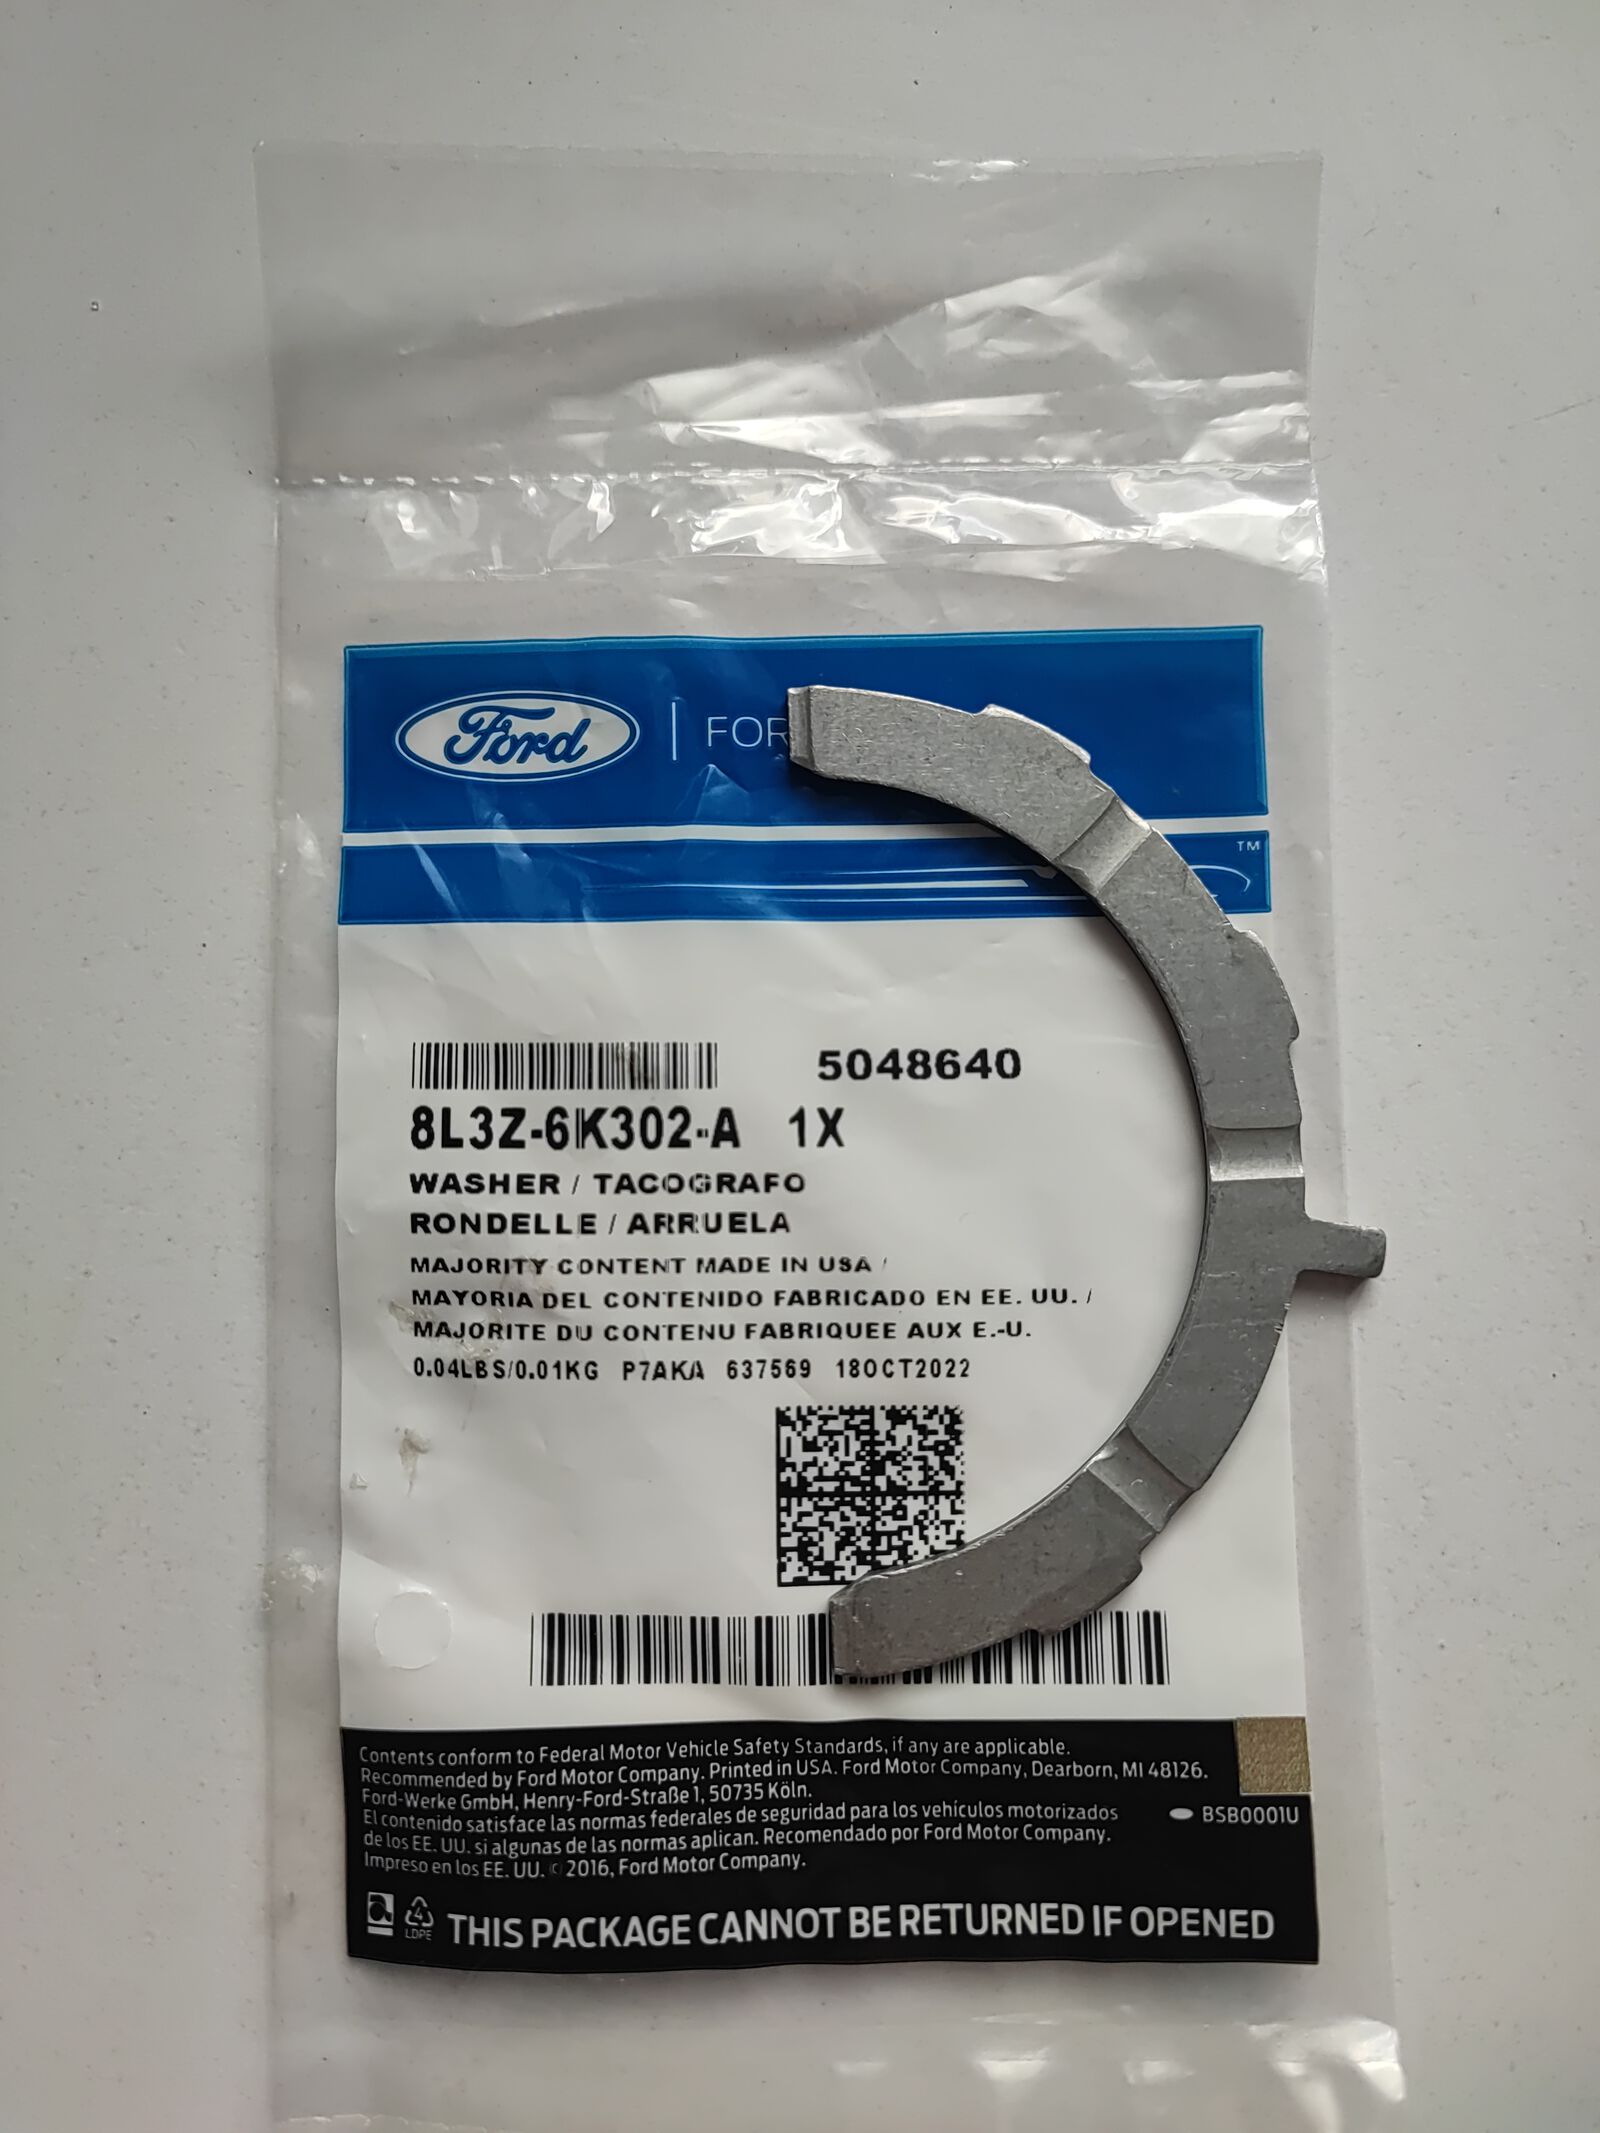 Ford
™
5048640
8L3Z-6K302-A 1X
WASHER / TACOGRAFO
RONDELLE / ARRUELA
MAJORITY CONTENT MADE IN USA /
MAYORIA DEL CONTENIDO FABRICADO EN EE. UU. /
MAJORITE DU CONTENU FABRIQUEE AUX E.-U.
0.04LBS/0.01KG P7AKA 637569 18OCT2022
Contents conform to Federal Motor Vehicle Safety Standards, if any are applicable.
Recommended by Ford Motor Company. Printed in USA. Ford Motor Company, Dearborn, MI 48126.
Ford-Werke GmbH, Henry-Ford-Straße 1, 50735 Köln.
El contenido satisface las normas federales de seguridad para los vehículos motorizados
de los EE. UU. si algunas de las normas aplican. Recomendado por Ford Motor Company.
Impreso en los EE. UU. © 2016, Ford Motor Company.
BSB0001U
4
LDPE
THIS PACKAGE CANNOT BE RETURNED IF OPENED